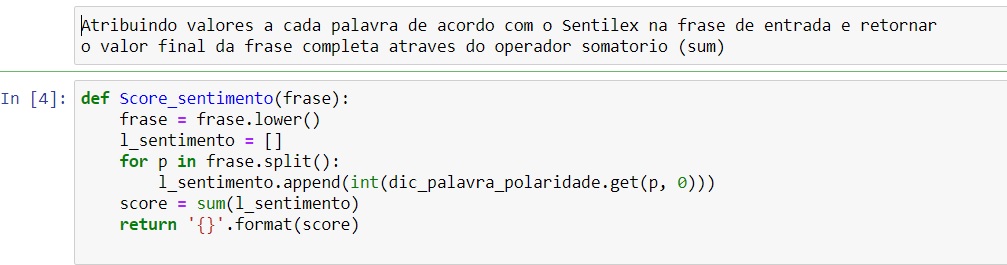 Atribuindo valores a cada palavra de acordo com o Sentilex na frase de entrada e retornar
o valor final da frase completa atraves do operador somatorio (sum)
In [4]: def Score_sentimento(frase):
    frase = frase.lower()
    l_sentimento = []
    for p in frase.split():
        l_sentimento.append(int(dic_palavra_polaridade.get(p, 0)))
    score = sum(l_sentimento)
    return '{}'.format(score)